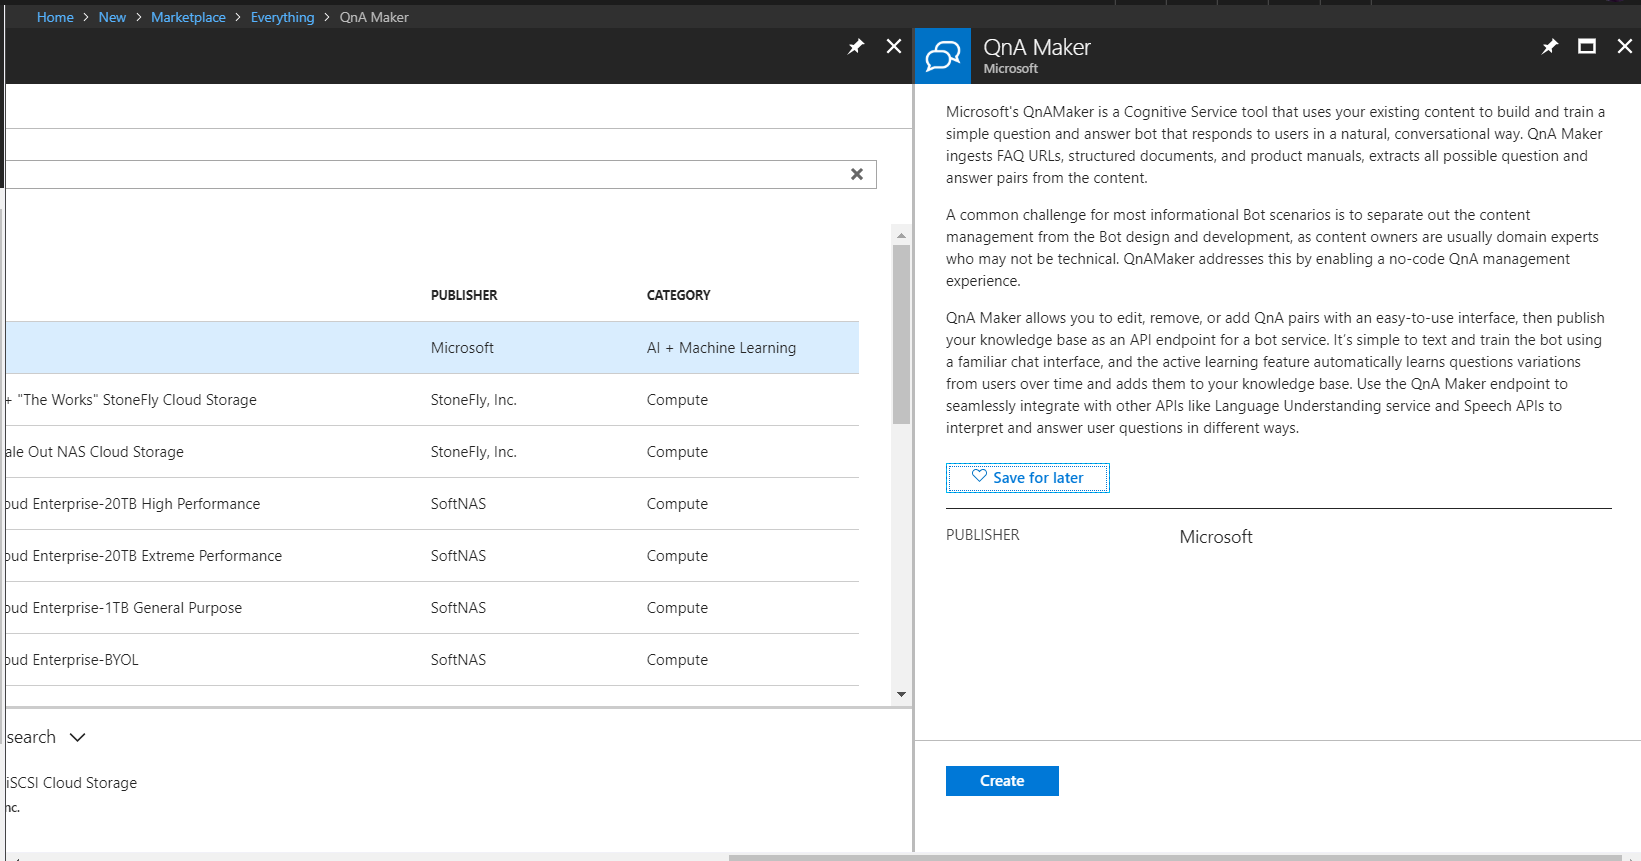 Home > New > Marketplace > Everything > QnA Maker
QnA Maker
Microsoft
Microsoft's QnAMaker is a Cognitive Service tool that uses your existing content to build and train a
simple question and answer bot that responds to users in a natural, conversational way. QnA Maker
ingests FAQ URLs, structured documents, and product manuals, extracts all possible question and
answer pairs from the content.
A common challenge for most informational Bot scenarios is to separate out the content
management from the Bot design and development, as content owners are usually domain experts
who may not be technical. QnAMaker addresses this by enabling a no-code QnA management
experience.
QnA Maker allows you to edit, remove, or add QnA pairs with an easy-to-use interface, then publish
your knowledge base as an API endpoint for a bot service. It's simple to text and train the bot using
a familiar chat interface, and the active learning feature automatically learns questions variations
from users over time and adds them to your knowledge base. Use the QnA Maker endpoint to
seamlessly integrate with other APIs like Language Understanding service and Speech APIs to
interpret and answer user questions in different ways.
Save for later
PUBLISHER Microsoft
Create
PUBLISHER CATEGORY
Microsoft AI + Machine Learning
+ "The Works" StoneFly Cloud Storage StoneFly, Inc. Compute
ale Out NAS Cloud Storage StoneFly, Inc. Compute
oud Enterprise-20TB High Performance SoftNAS Compute
oud Enterprise-20TB Extreme Performance SoftNAS Compute
oud Enterprise-1TB General Purpose SoftNAS Compute
oud Enterprise-BYOL SoftNAS Compute
search
iSCSI Cloud Storage
nc.